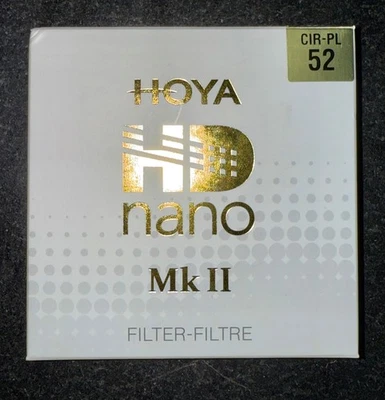 CIR-PL
52
HOYA
HD
nano
Mk II
FILTER-FILTRE